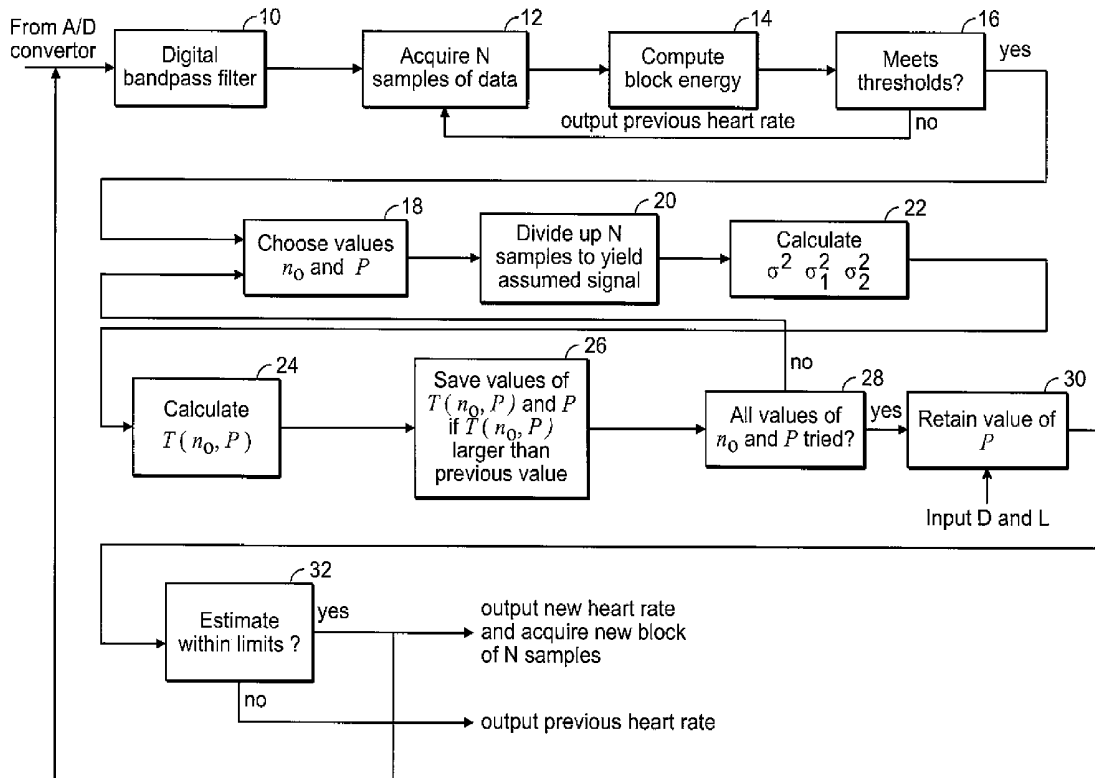 From A/D
convertor
10
Digital
bandpass filter
12
Acquire N
samples of data
14
Compute
block energy
16
Meets
thresholds?
yes
no
output previous heart rate
18
Choose values
n₀ and P
20
Divide up N
samples to yield
assumed signal
22
Calculate
σ² σ₁² σ₂²
24
Calculate
T(n₀, P)
26
Save values of
T(n₀, P) and P
if T(n₀, P)
larger than
previous value
no
28
All values of
n₀ and P tried?
yes
30
Retain value of
P
Input D and L
32
Estimate
within limits ?
yes
output new heart rate
and acquire new block
of N samples
no
output previous heart rate